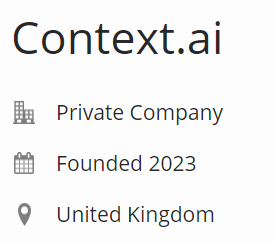 Context.ai
Private Company
Founded 2023
United Kingdom